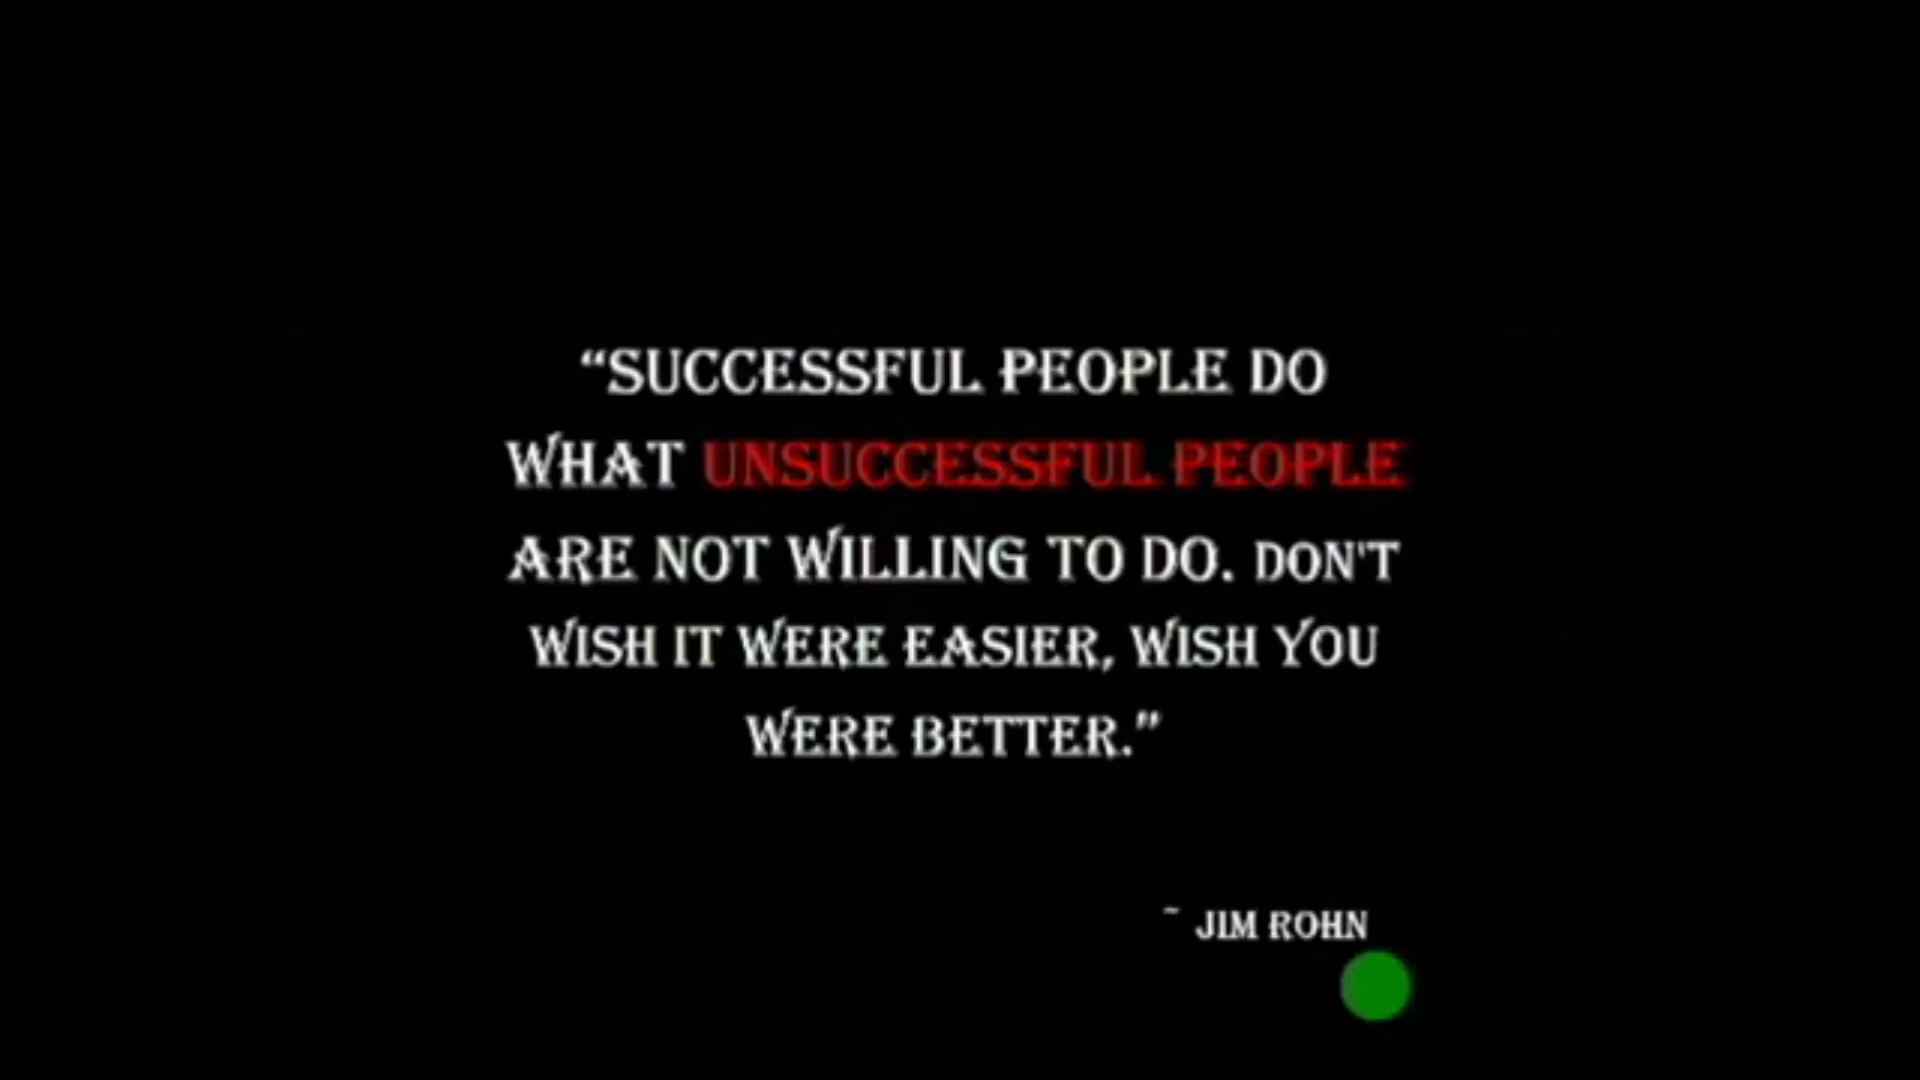 “SUCCESSFUL PEOPLE DO
WHAT UNSUCCESSFUL PEOPLE
ARE NOT WILLING TO DO. DON'T
WISH IT WERE EASIER, WISH YOU
WERE BETTER.”
~ JIM ROHN